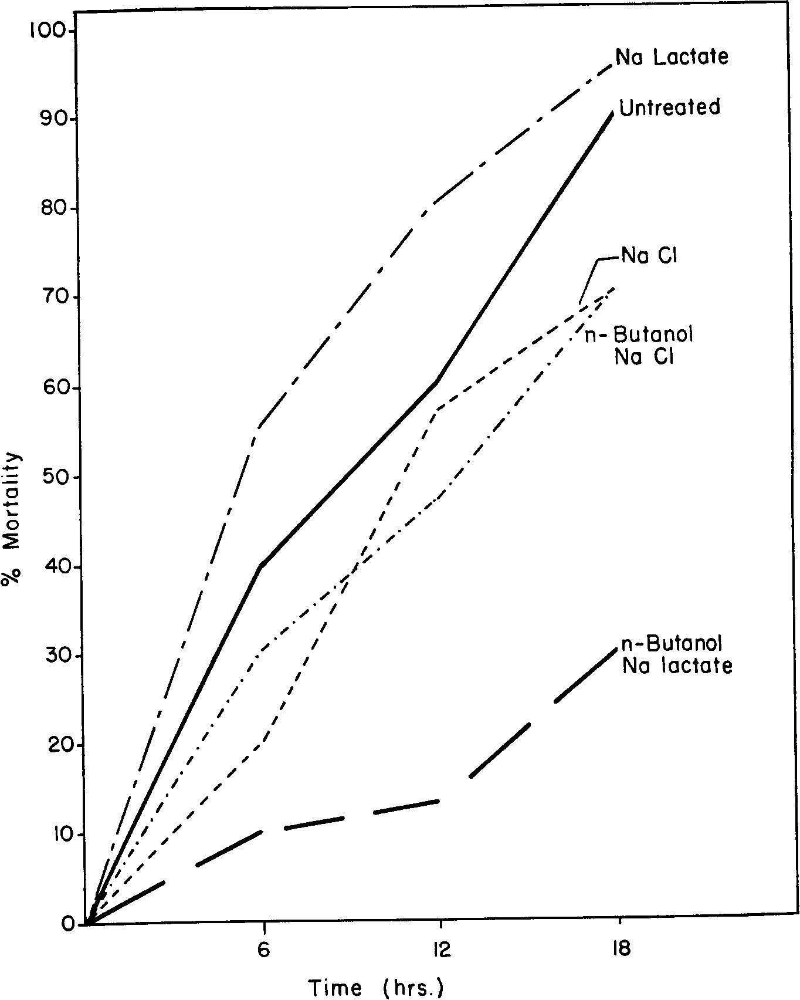 100
Na Lactate
90
Untreated
80
Na Cl
70
n-Butanol
Na Cl
60
50
% Mortality
40
30
n-Butanol
Na lactate
20
10
0
6 12 18
Time (hrs.)